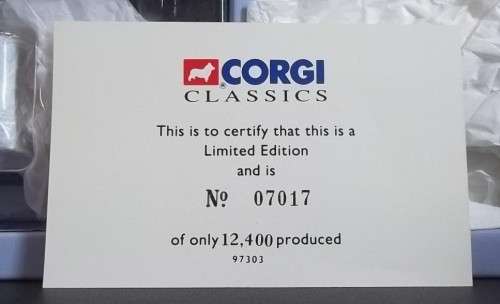 CORGI
®
CLASSICS
This is to certify that this is a
Limited Edition
and is
Nº 07017
of only 12,400 produced
97303